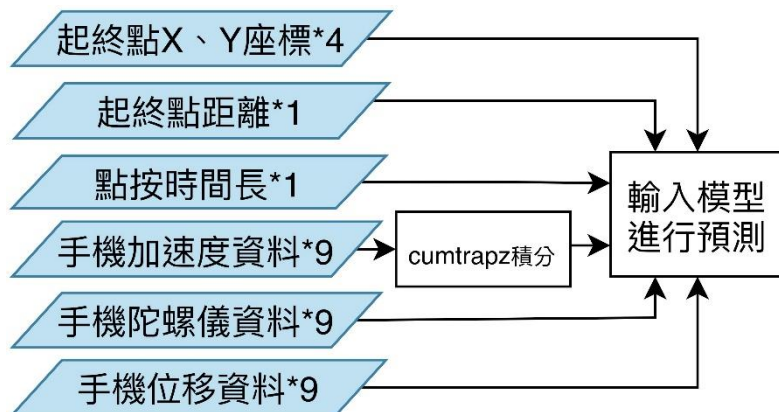 起終點X、Y座標*4
起終點距離*1
點按時間長*1
手機加速度資料*9
手機陀螺儀資料*9
手機位移資料*9
cumtrapz積分
輸入模型
進行預測